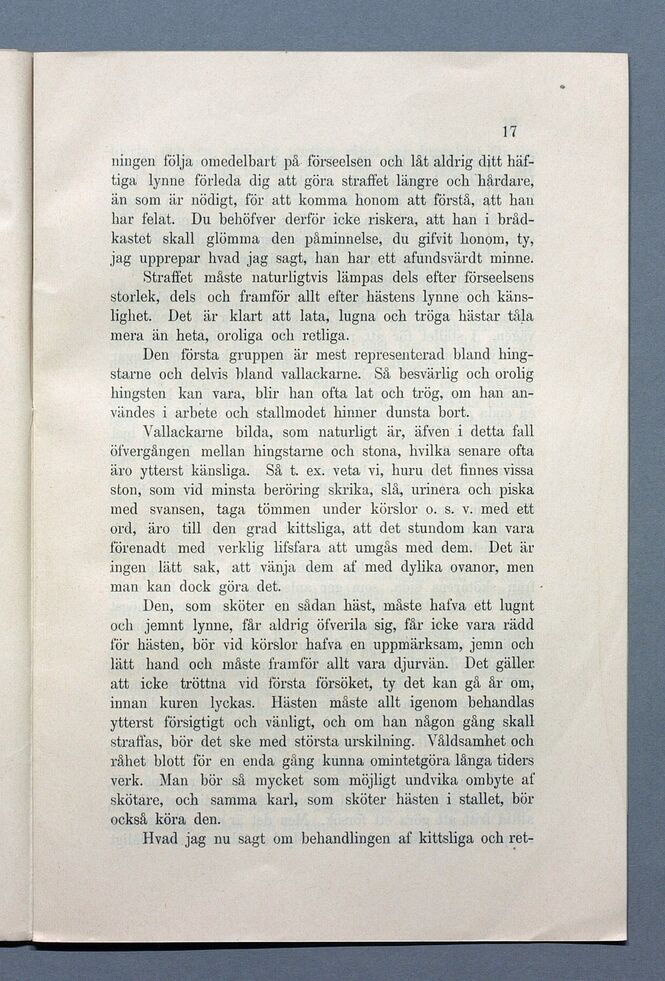 17
ningen följa omedelbart på förseelsen och låt aldrig ditt häf-
tiga lynne förleda dig att göra straffet längre och hårdare,
än som är nödigt, för att komma honom att förstå, att han
har felat. Du behöfver derför icke riskera, att han i bråd-
kastet skall glömma den påminnelse, du gifvit honom, ty,
jag upprepar hvad jag sagt, han har ett afundsvärdt minne.
Straffet måste naturligtvis lämpas dels efter förseelsens
storlek, dels och framför allt efter hästens lynne och käns-
lighet. Det är klart att lata, lugna och tröga hästar tåla
mera än heta, oroliga och retliga.
Den första gruppen är mest representerad bland hing-
starne och delvis bland vallackarne. Så besvärlig och orolig
hingsten kan vara, blir han ofta lat och trög, om han an-
vändes i arbete och stallmodet hinner dunsta bort.
Vallackarne bilda, som naturligt är, äfven i detta fall
öfvergången mellan hingstarne och stona, hvilka senare ofta
äro ytterst känsliga. Så t. ex. veta vi, huru det finnes vissa
ston, som vid minsta beröring skrika, slå, urinera och piska
med svansen, taga tömmen under körslor o. s. v. med ett
ord, äro till den grad kittsliga, att det stundom kan vara
förenadt med verklig lifsfara att umgås med dem. Det är
ingen lätt sak, att vänja dem af med dylika ovanor, men
man kan dock göra det.
Den, som sköter en sådan häst, måste hafva ett lugnt
och jemnt lynne, får aldrig öfverila sig, får icke vara rädd
för hästen, bör vid körslor hafva en uppmärksam, jemn och
lätt hand och måste framför allt vara djurvän. Det gäller
att icke tröttna vid första försöket, ty det kan gå år om,
innan kuren lyckas. Hästen måste allt igenom behandlas
ytterst försigtigt och vänligt, och om han någon gång skall
straffas, bör det ske med största urskilning. Våldsamhet och
råhet blott för en enda gång kunna omintetgöra långa tiders
verk. Man bör så mycket som möjligt undvika ombyte af
skötare, och samma karl, som sköter hästen i stallet, bör
också köra den.
Hvad jag nu sagt om behandlingen af kittsliga och ret-